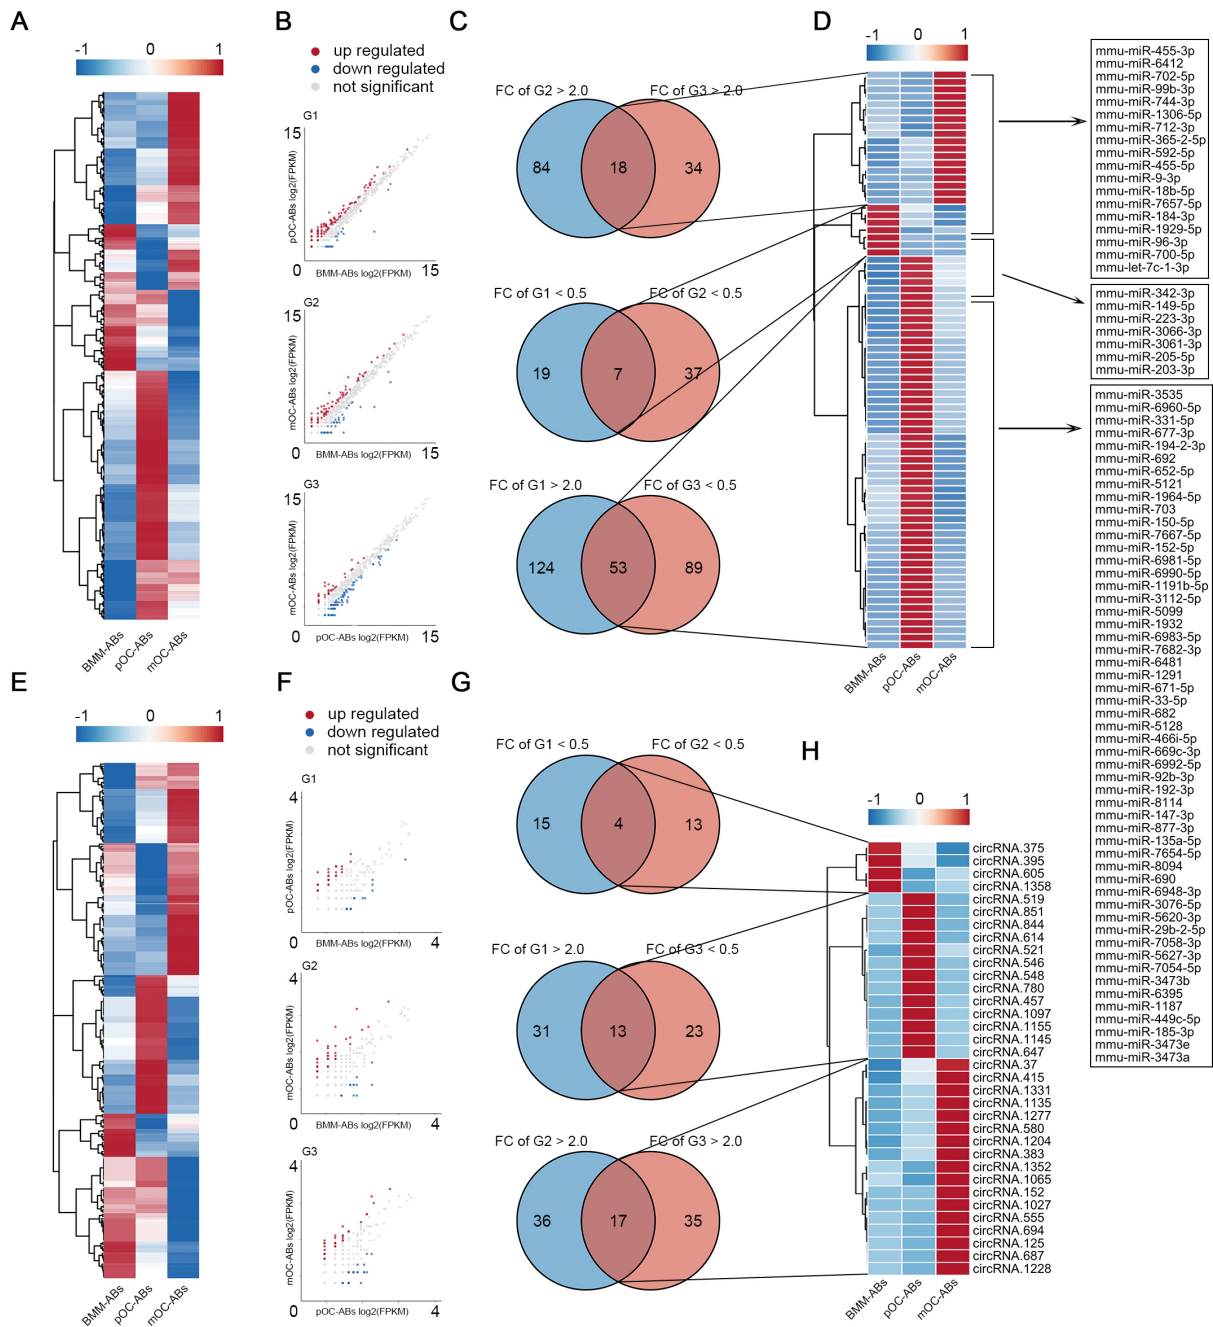 A
-1 0 1
BMM-ABs
pOC-ABs
mOC-ABs
B
up regulated
down regulated
not significant
G1
15
pOC-ABs log2(FPKM)
0
BMM-ABs log2(FPKM)
15
G2
15
mOC-ABs log2(FPKM)
0
BMM-ABs log2(FPKM)
15
G3
15
mOC-ABs log2(FPKM)
0
pOC-ABs log2(FPKM)
15
C
FC of G2 > 2.0
FC of G3 > 2.0
84
18
34
FC of G1 < 0.5
FC of G2 < 0.5
19
7
37
FC of G1 > 2.0
FC of G3 < 0.5
124
53
89
D
-1 0 1
BMM-ABs
pOC-ABs
mOC-ABs
mmu-miR-455-3p
mmu-miR-6412
mmu-miR-702-5p
mmu-miR-99b-3p
mmu-miR-744-3p
mmu-miR-1306-5p
mmu-miR-712-3p
mmu-miR-365-2-5p
mmu-miR-592-5p
mmu-miR-455-5p
mmu-miR-9-3p
mmu-miR-18b-5p
mmu-miR-7657-5p
mmu-miR-184-3p
mmu-miR-1929-5p
mmu-miR-96-3p
mmu-miR-700-5p
mmu-let-7c-1-3p
mmu-miR-342-3p
mmu-miR-149-5p
mmu-miR-223-3p
mmu-miR-3066-3p
mmu-miR-3061-3p
mmu-miR-205-5p
mmu-miR-203-3p
mmu-miR-3535
mmu-miR-6960-5p
mmu-miR-331-5p
mmu-miR-677-3p
mmu-miR-194-2-3p
mmu-miR-692
mmu-miR-652-5p
mmu-miR-5121
mmu-miR-1964-5p
mmu-miR-703
mmu-miR-150-5p
mmu-miR-7667-5p
mmu-miR-152-5p
mmu-miR-6981-5p
mmu-miR-6990-5p
mmu-miR-1191b-5p
mmu-miR-3112-5p
mmu-miR-5099
mmu-miR-1932
mmu-miR-6983-5p
mmu-miR-7682-3p
mmu-miR-6481
mmu-miR-1291
mmu-miR-671-5p
mmu-miR-33-5p
mmu-miR-682
mmu-miR-5128
mmu-miR-466i-5p
mmu-miR-669c-3p
mmu-miR-6992-5p
mmu-miR-92b-3p
mmu-miR-192-3p
mmu-miR-8114
mmu-miR-147-3p
mmu-miR-877-3p
mmu-miR-135a-5p
mmu-miR-7654-5p
mmu-miR-8094
mmu-miR-690
mmu-miR-6948-3p
mmu-miR-3076-5p
mmu-miR-5620-3p
mmu-miR-29b-2-5p
mmu-miR-7058-3p
mmu-miR-5627-3p
mmu-miR-7054-5p
mmu-miR-3473b
mmu-miR-6395
mmu-miR-1187
mmu-miR-449c-5p
mmu-miR-185-3p
mmu-miR-3473e
mmu-miR-3473a
E
-1 0 1
BMM-ABs
pOC-ABs
mOC-ABs
F
up regulated
down regulated
not significant
G1
4
pOC-ABs log2(FPKM)
0
BMM-ABs log2(FPKM)
4
G2
4
mOC-ABs log2(FPKM)
0
BMM-ABs log2(FPKM)
4
G3
4
mOC-ABs log2(FPKM)
0
pOC-ABs log2(FPKM)
4
G
FC of G1 < 0.5
FC of G2 < 0.5
15
4
13
FC of G1 > 2.0
FC of G3 < 0.5
31
13
23
FC of G2 > 2.0
FC of G3 > 2.0
36
17
35
H
-1 0 1
circRNA.375
circRNA.395
circRNA.605
circRNA.1358
circRNA.519
circRNA.851
circRNA.844
circRNA.614
circRNA.521
circRNA.546
circRNA.548
circRNA.780
circRNA.457
circRNA.1097
circRNA.1155
circRNA.1145
circRNA.647
circRNA.37
circRNA.415
circRNA.1331
circRNA.1135
circRNA.1277
circRNA.580
circRNA.1204
circRNA.383
circRNA.1352
circRNA.1065
circRNA.152
circRNA.1027
circRNA.555
circRNA.694
circRNA.125
circRNA.687
circRNA.1228
BMM-ABs
pOC-ABs
mOC-ABs